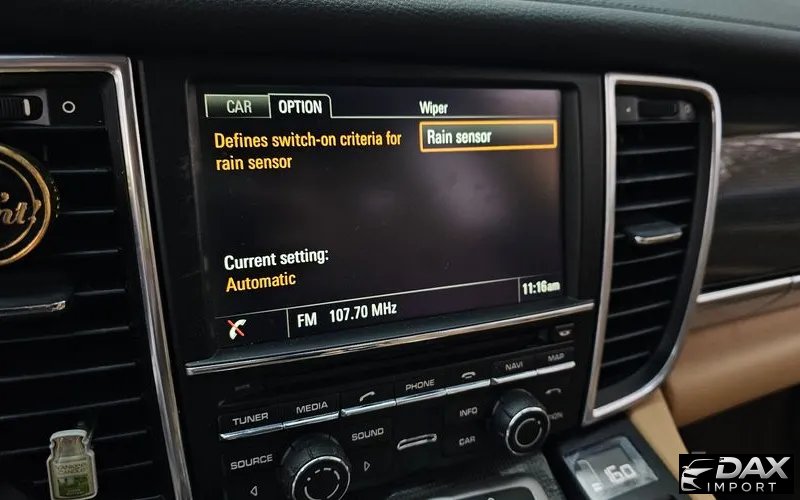 CAR OPTION Wiper
Defines switch-on criteria for
rain sensor
Rain sensor
Current setting:
Automatic
FM 107.70 MHz
11:16am
TUNER MEDIA PHONE NAVI MAP
SOURCE SOUND INFO
CAR
160
DAX
IMPORT